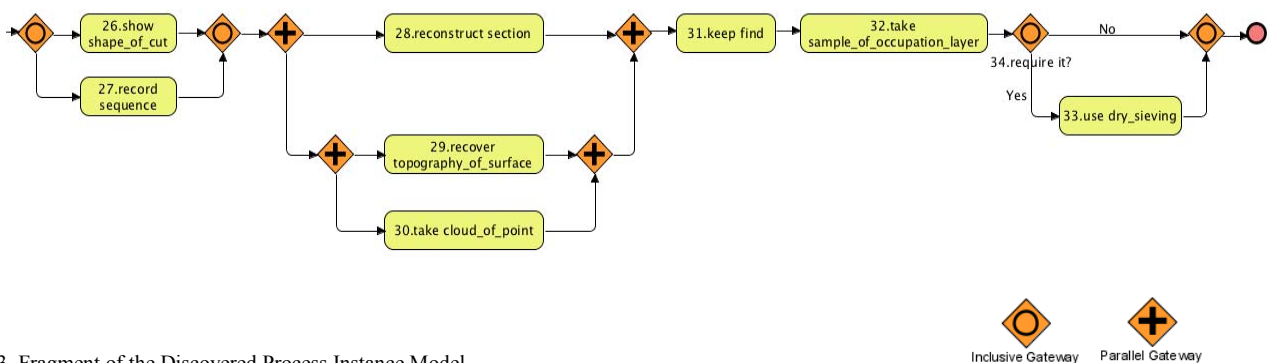 26.show
shape_of_cut
27.record
sequence
28.reconstruct section
29.recover
topography_of_surface
30.take cloud_of_point
31.keep find
32.take
sample_of_occupation_layer
No
34.require it?
Yes
33.use dry_sieving
3. Fragment of the Discovered Process Instance Model
Inclusive Gateway
Parallel Gateway